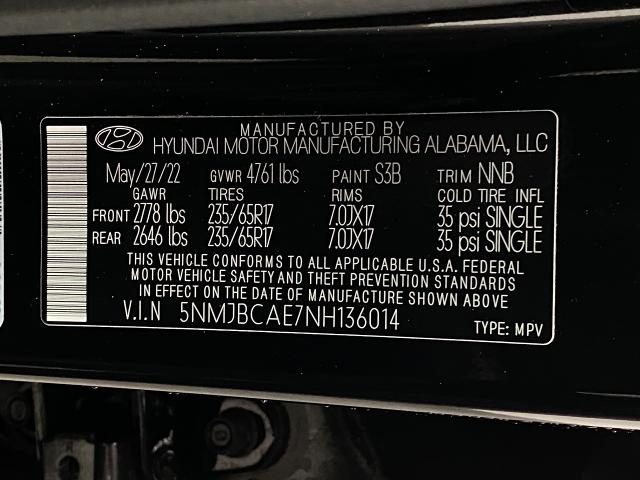 MANUFACTURED BY
HYUNDAI MOTOR MANUFACTURING ALABAMA, LLC
May/27/22 GVWR 4761 lbs PAINT S3B TRIM NNB
GAWR TIRES RIMS COLD TIRE INFL
FRONT 2778 lbs 235/65R17 7.0JX17 35 psi SINGLE
REAR 2646 lbs 235/65R17 7.0JX17 35 psi SINGLE
THIS VEHICLE CONFORMS TO ALL APPLICABLE U.S.A. FEDERAL
MOTOR VEHICLE SAFETY AND THEFT PREVENTION STANDARDS
IN EFFECT ON THE DATE OF MANUFACTURE SHOWN ABOVE
V.I.N 5NMJBCAE7NH136014 TYPE: MPV